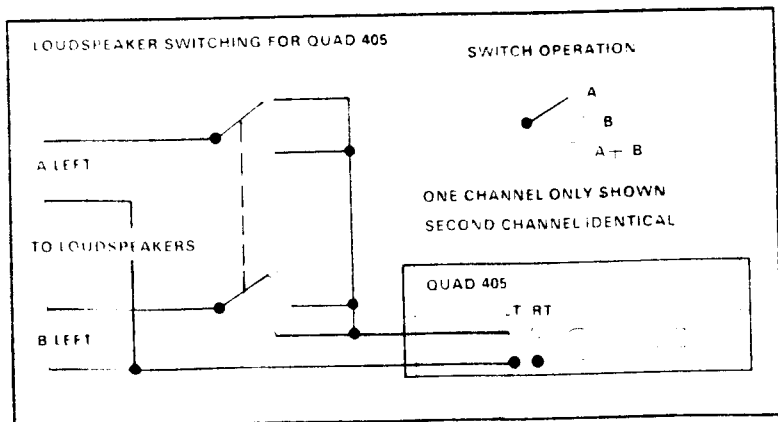 LOUDSPEAKER SWITCHING FOR QUAD 405
SWITCH OPERATION
A
B
A + B
A LEFT
ONE CHANNEL ONLY SHOWN
SECOND CHANNEL IDENTICAL
TO LOUDSPEAKERS
QUAD 405
RT
B LEFT